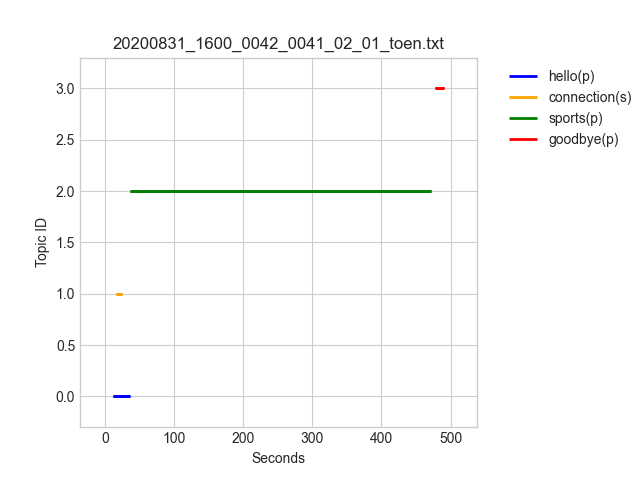 20200831_1600_0042_0041_02_01_toen.txt
hello(p)
connection(s)
sports(p)
goodbye(p)
Topic ID
3.0
2.5
2.0
1.5
1.0
0.5
0.0
0 100 200 300 400 500
Seconds